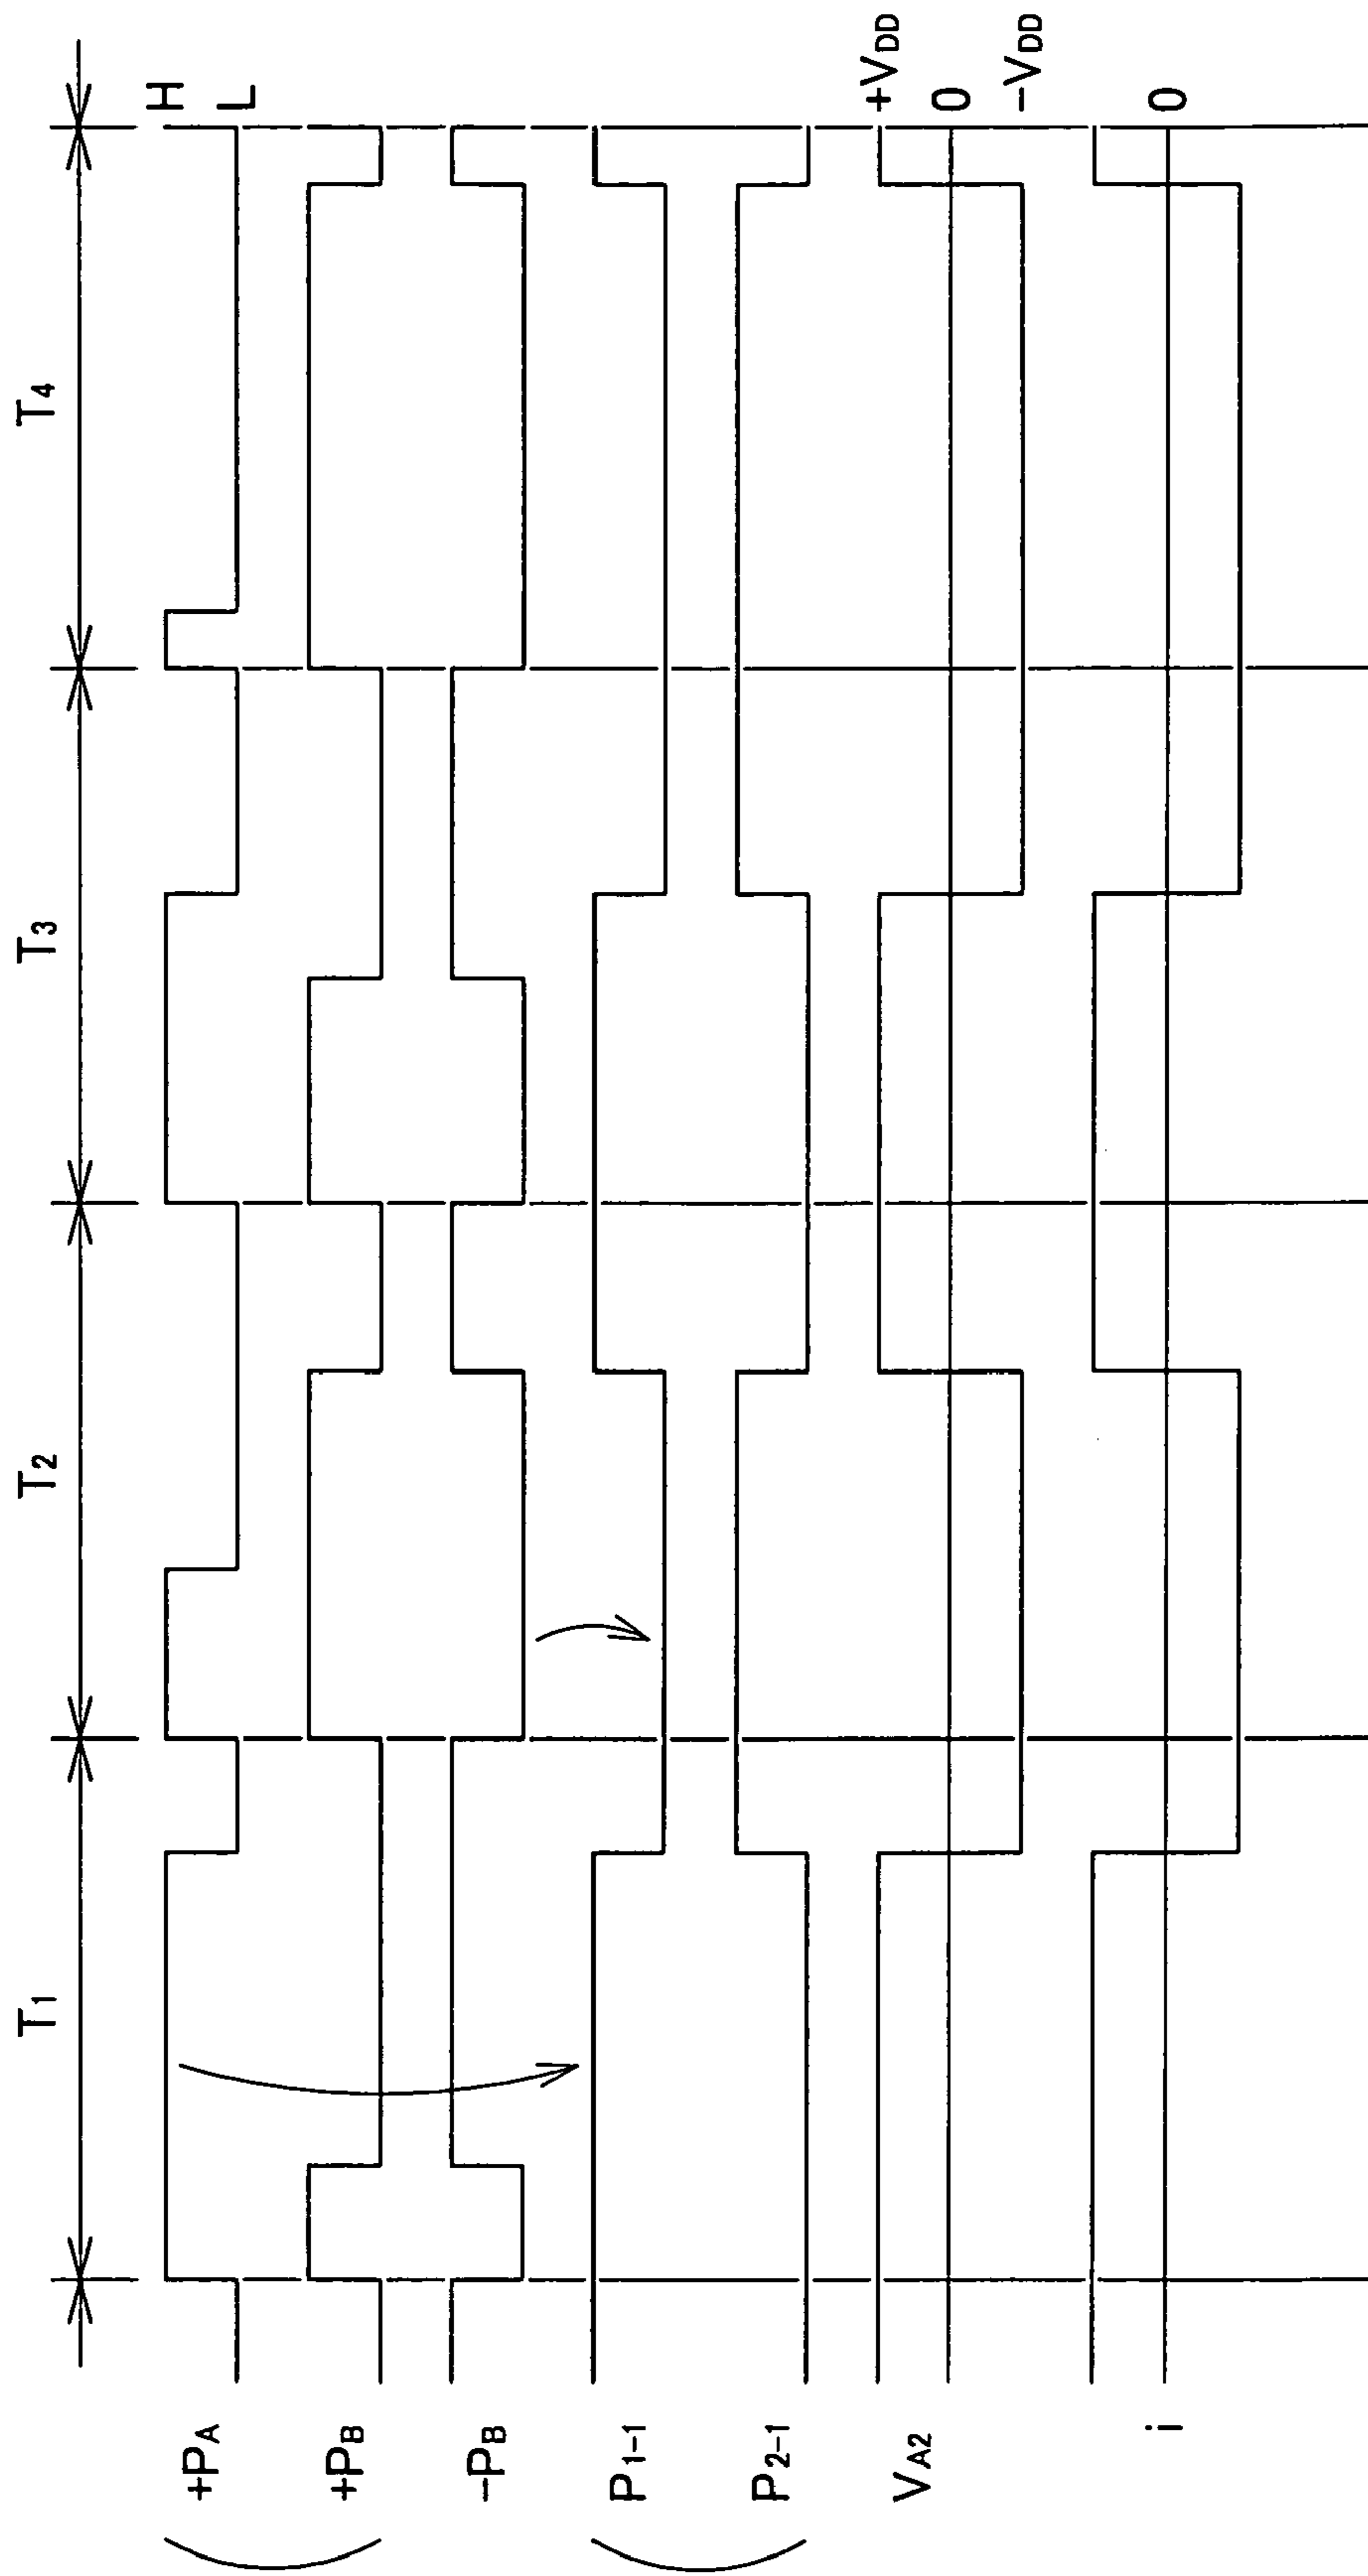 T1 T2 T3 T4
+PA
H
L
+PB
−PB
P1−1
P2−1
VA2
+VDD
0
−VDD
i
0